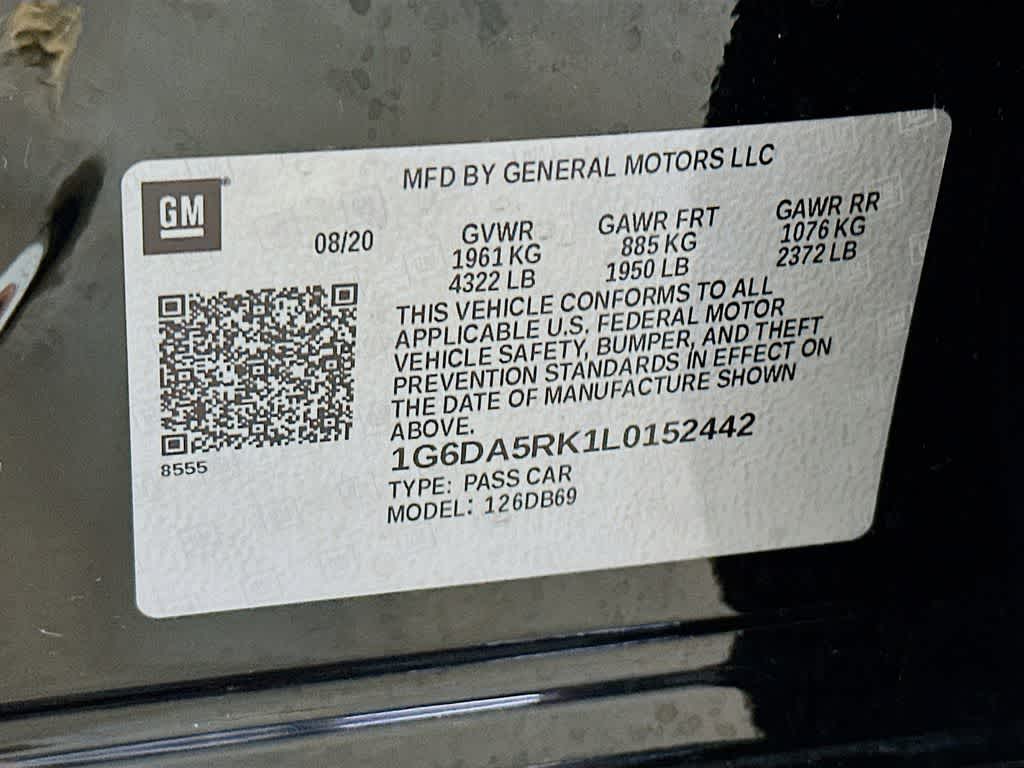 MFD BY GENERAL MOTORS LLC
GM
08/20
GVWR GAWR FRT GAWR RR
1961 KG 885 KG 1076 KG
4322 LB 1950 LB 2372 LB
THIS VEHICLE CONFORMS TO ALL
APPLICABLE U.S. FEDERAL MOTOR
VEHICLE SAFETY, BUMPER, AND THEFT
PREVENTION STANDARDS IN EFFECT ON
THE DATE OF MANUFACTURE SHOWN
ABOVE.
8555
1G6DA5RK1L0152442
TYPE: PASS CAR
MODEL: 126DB69